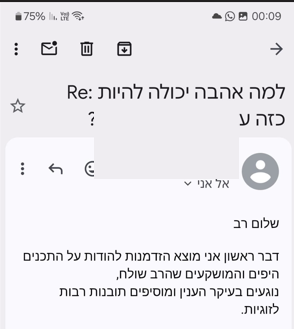 75% 00:09
Re: למה אהבה יכולה להיות
כזה ע ?
אל אני
שלום רב
דבר ראשון אני מוצא הזדמנות להודות על התכנים
היפים והמושקעים שהרב שולח,
נוגעים בעיקר הענין ומוסיפים תובנות רבות
לזוגיות.